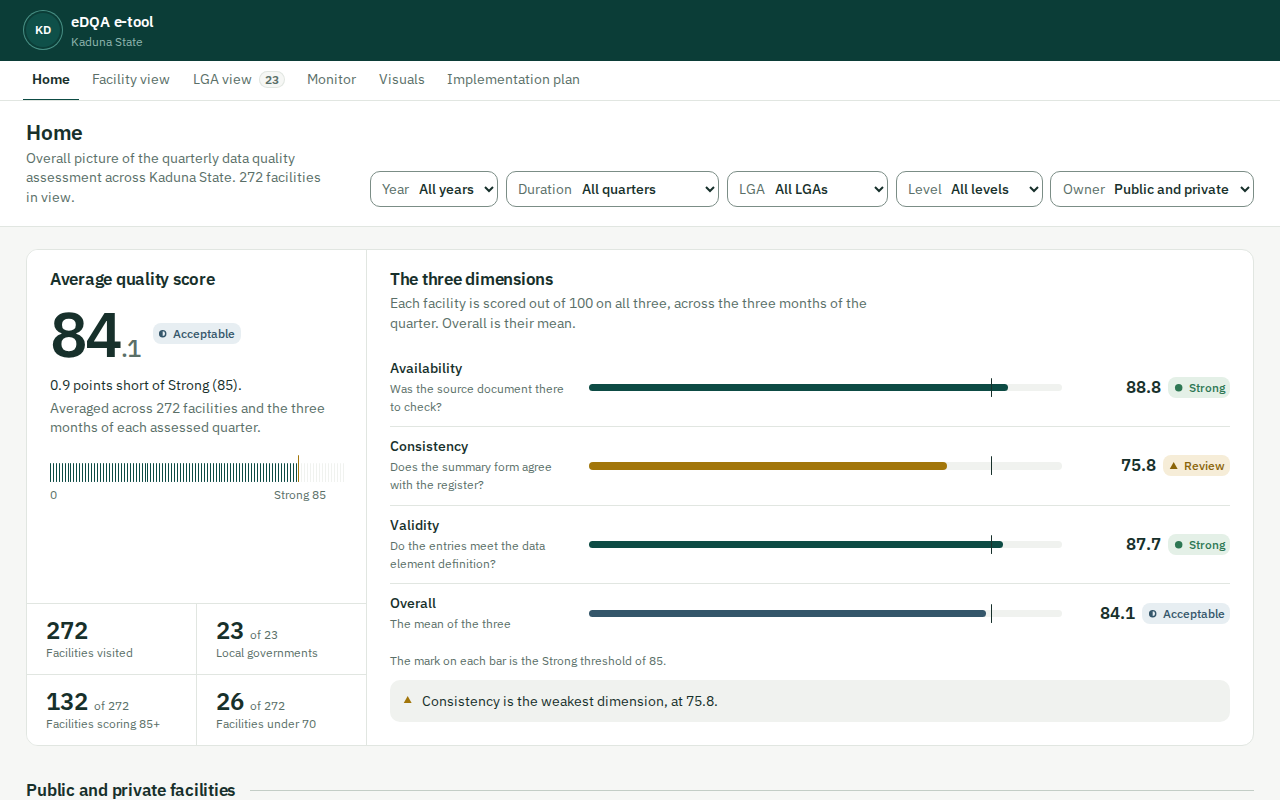 KD
eDQA e-tool
Kaduna State
Home
Facility view
LGA view 23
Monitor
Visuals
Implementation plan
Home
Overall picture of the quarterly data quality
assessment across Kaduna State. 272 facilities
in view.
Year All years
Duration All quarters
LGA All LGAs
Level All levels
Owner Public and private
Average quality score
84.1 Acceptable
0.9 points short of Strong (85).
Averaged across 272 facilities and the three
months of each assessed quarter.
0 Strong 85
272
Facilities visited
23 of 23
Local governments
132 of 272
Facilities scoring 85+
26 of 272
Facilities under 70
The three dimensions
Each facility is scored out of 100 on all three, across the three months of the
quarter. Overall is their mean.
Availability
Was the source document there
to check?
88.8 Strong
Consistency
Does the summary form agree
with the register?
75.8 Review
Validity
Do the entries meet the data
element definition?
87.7 Strong
Overall
The mean of the three
84.1 Acceptable
The mark on each bar is the Strong threshold of 85.
Consistency is the weakest dimension, at 75.8.
Public and private facilities